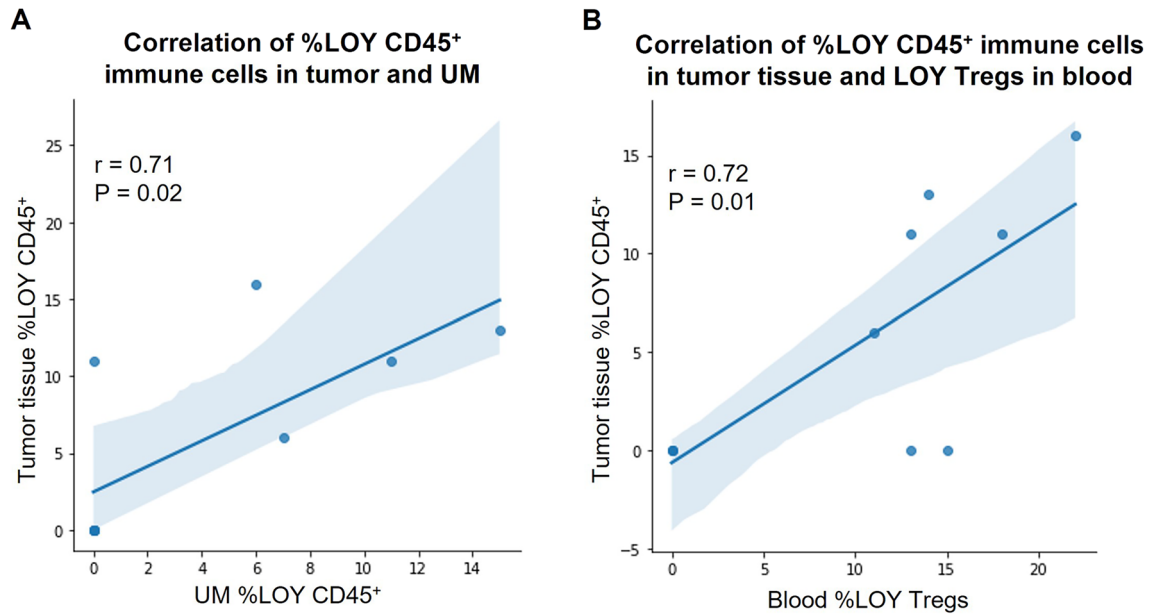 A
Correlation of %LOY CD45⁺
immune cells in tumor and UM
r = 0.71
P = 0.02
Tumor tissue %LOY CD45⁺
25
20
15
10
5
0
0 2 4 6 8 10 12 14
UM %LOY CD45⁺
B
Correlation of %LOY CD45⁺ immune cells
in tumor tissue and LOY Tregs in blood
r = 0.72
P = 0.01
Tumor tissue %LOY CD45⁺
15
10
5
0
−5
0 5 10 15 20
Blood %LOY Tregs